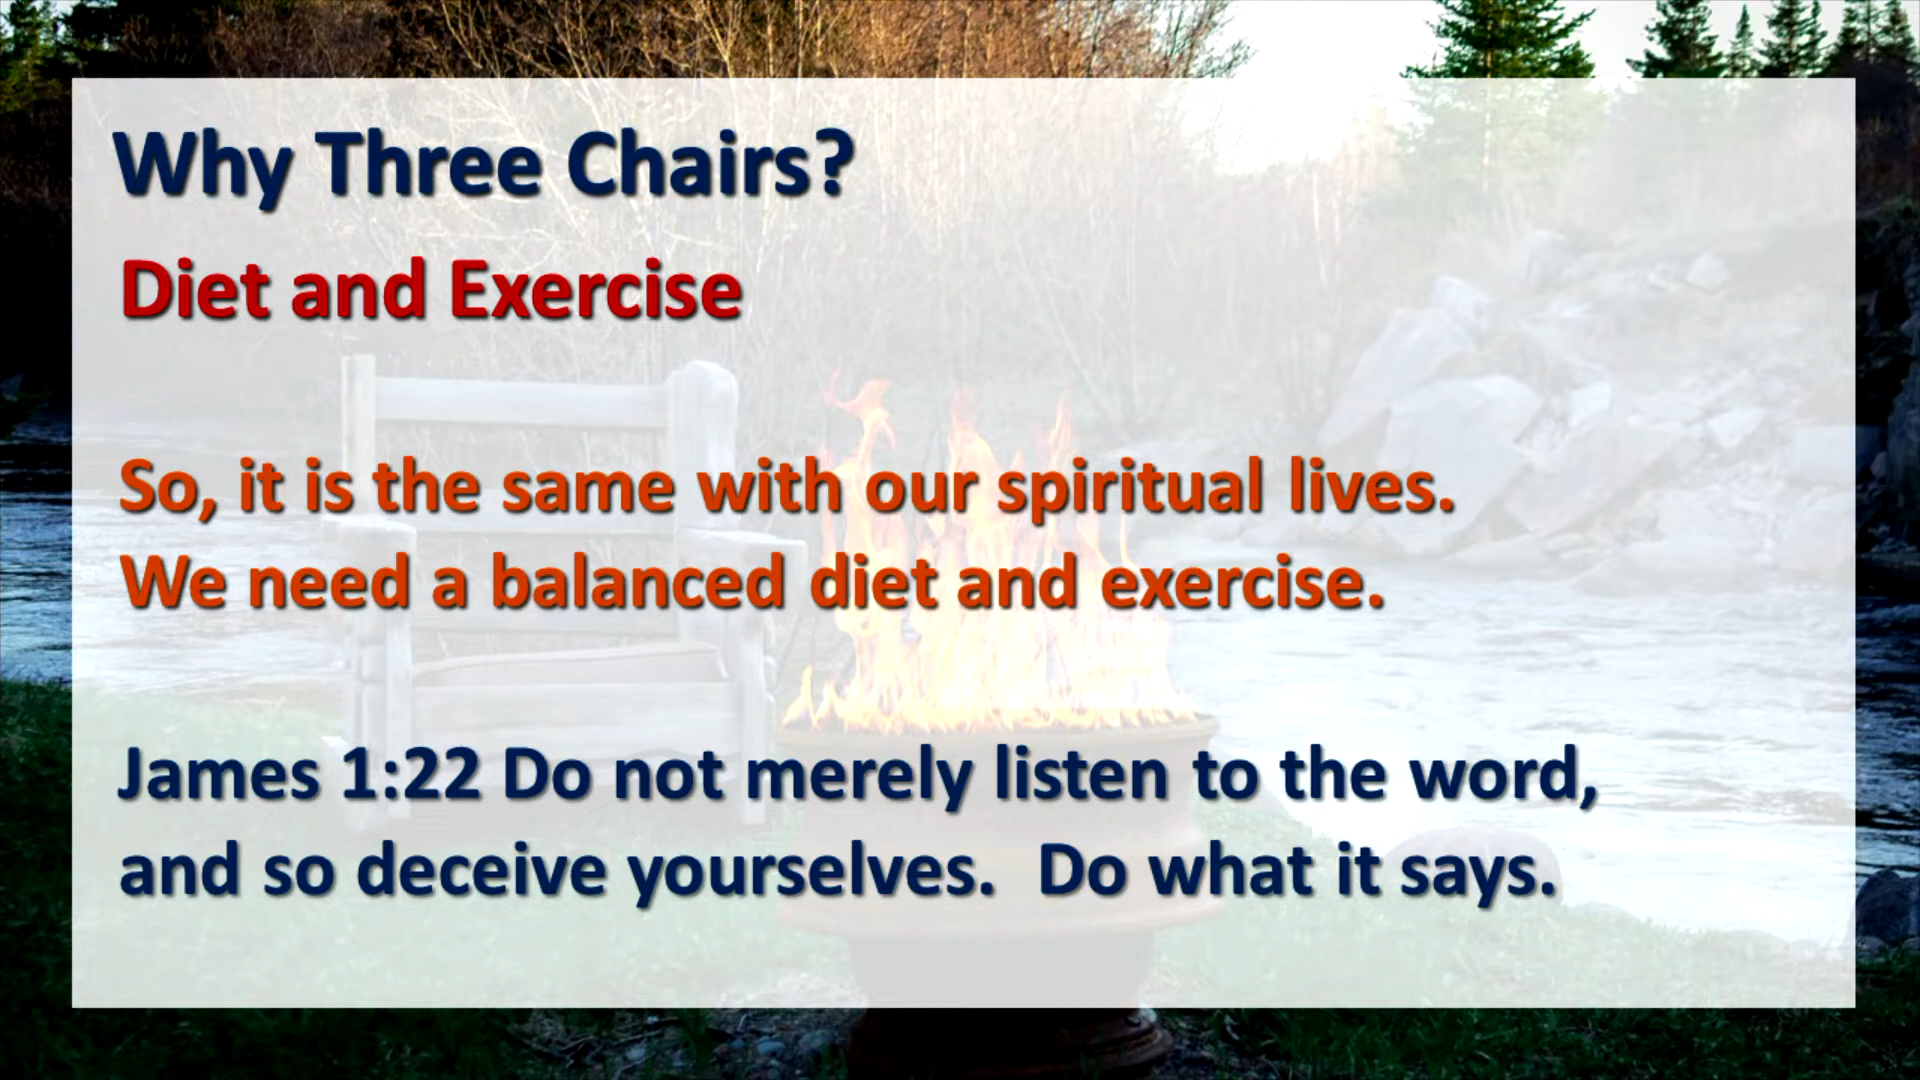 Why Three Chairs?
Diet and Exercise
So, it is the same with our spiritual lives.
We need a balanced diet and exercise.
James 1:22 Do not merely listen to the word,
and so deceive yourselves.  Do what it says.